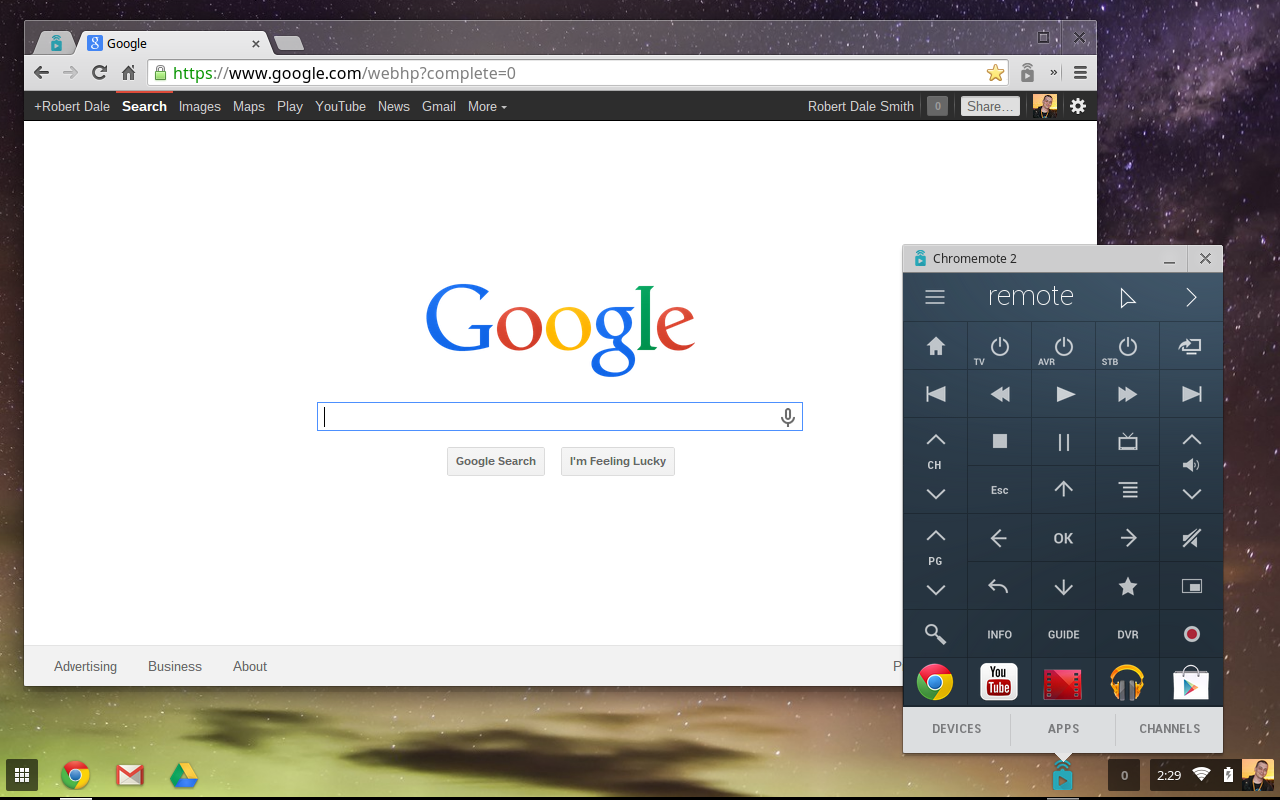 Google
https://www.google.com/webhp?complete=0
»
+Robert Dale Search Images Maps Play YouTube News Gmail More Robert Dale Smith 0 Share...
Google
Google Search I'm Feeling Lucky
Advertising Business About
Chromemote 2
remote
TV AVR STB
CH
Esc
OK
PG
INFO GUIDE DVR
You
Tube
DEVICES APPS CHANNELS
0 2:29